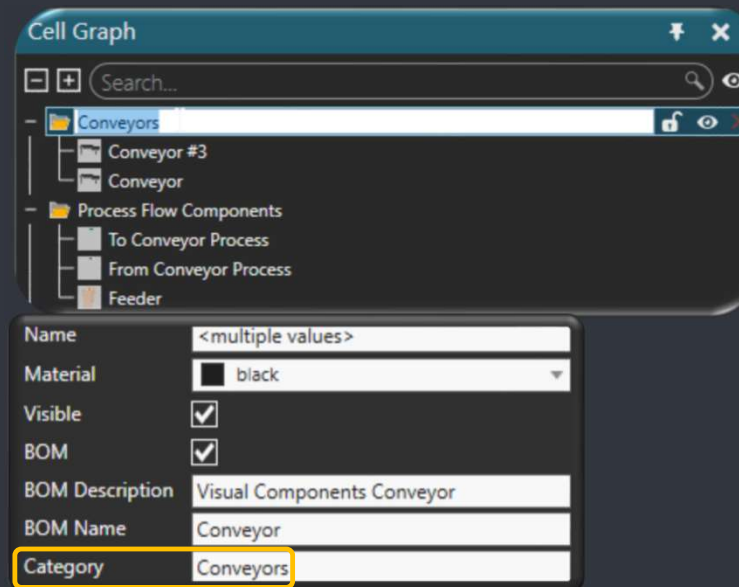 Cell Graph
Search...
Conveyors
Conveyor #3
Conveyor
Process Flow Components
To Conveyor Process
From Conveyor Process
Feeder
Name <multiple values>
Material black
Visible
BOM
BOM Description Visual Components Conveyor
BOM Name Conveyor
Category Conveyors